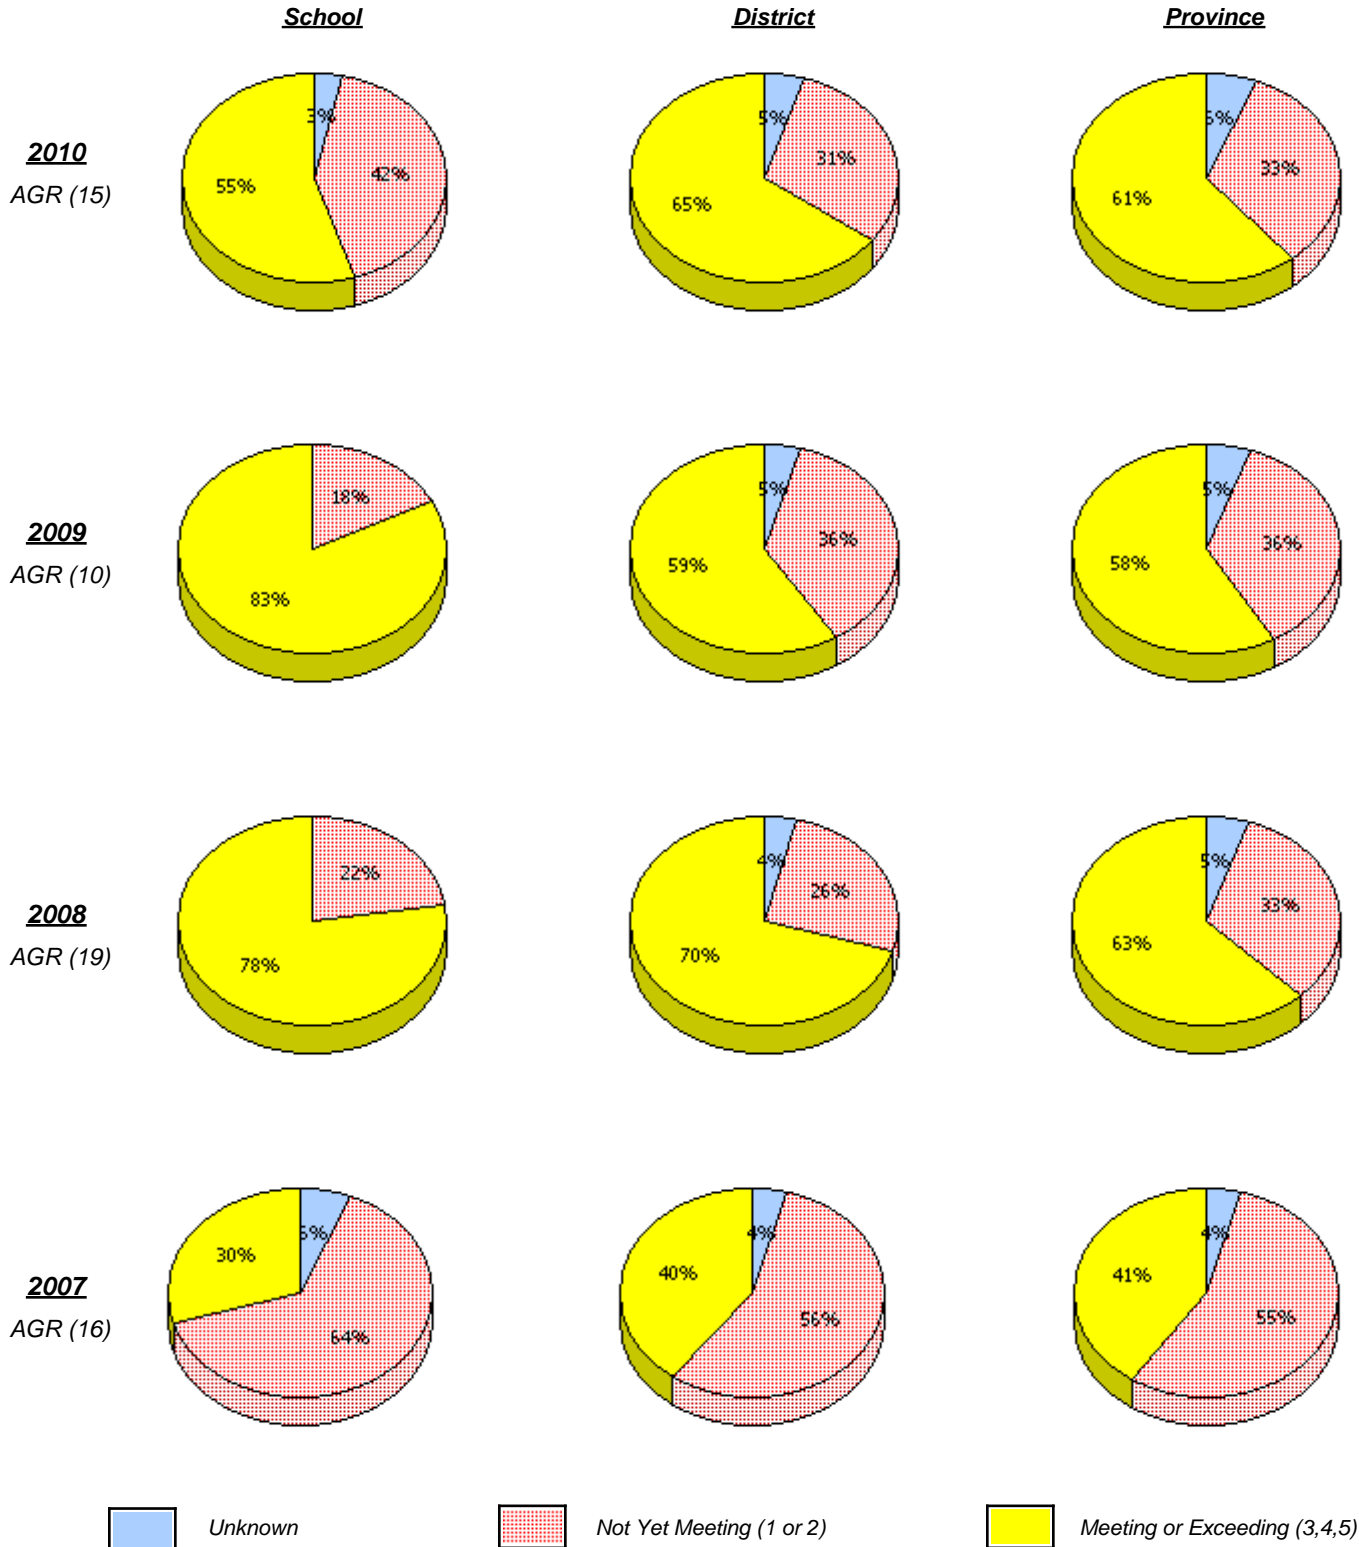 School District Province
3% 5% 6%
2010
AGR (15)
42% 31% 33%
55% 65% 61%
2009
AGR (10)
18% 5% 36% 5% 36%
83% 59% 58%
2008
AGR (19)
22% 4% 26% 5% 33%
78% 70% 63%
2007
AGR (16)
30% 6% 40% 4% 41% 4%
64% 56% 55%
Unknown Not Yet Meeting (1 or 2) Meeting or Exceeding (3,4,5)